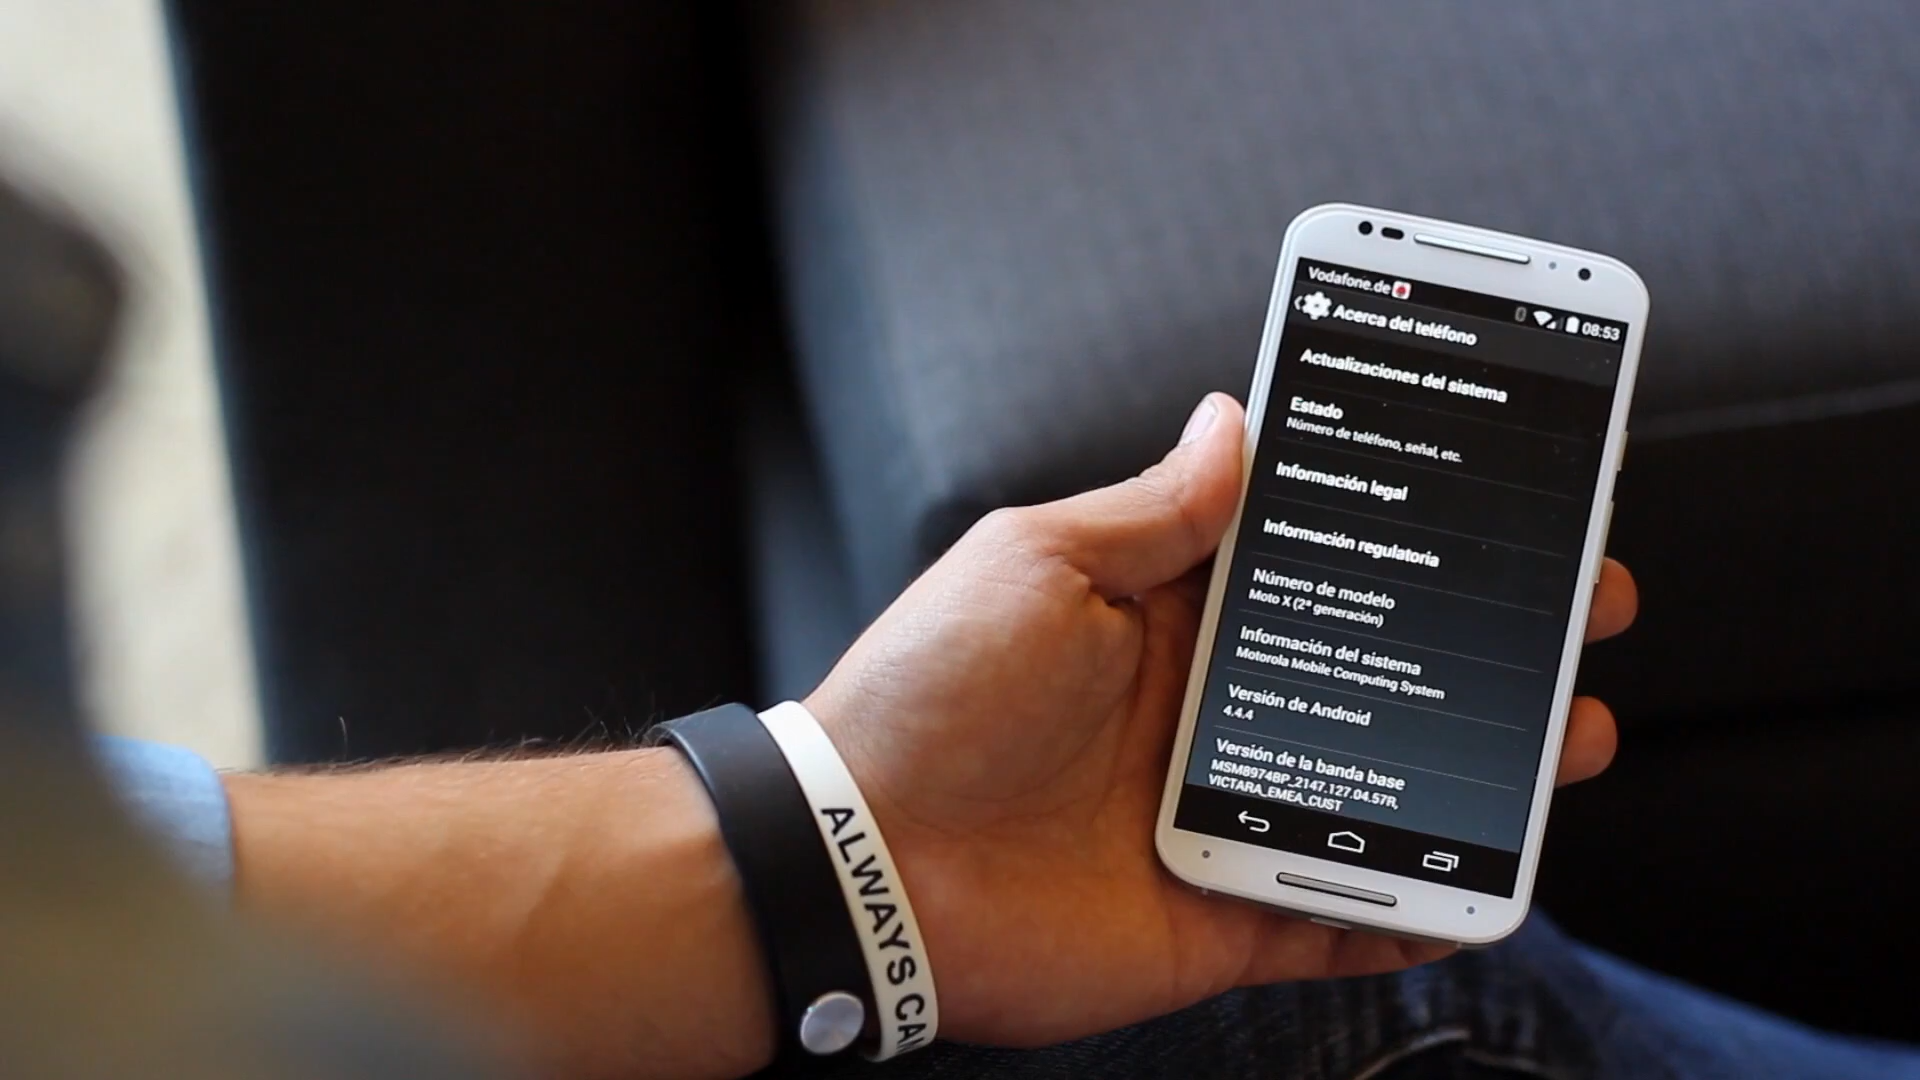 Vodafone.de
08:53
Acerca del teléfono
Actualizaciones del sistema
Estado
Número de teléfono, señal, etc.
Información legal
Información regulatoria
Número de modelo
Moto X (2ª generación)
Información del sistema
Motorola Mobile Computing System
Versión de Android
4.4.4
Versión de la banda base
MSM8974BP_2147.127.04.57R,
VICTARA_EMEA_CUST
ALWAYS CA